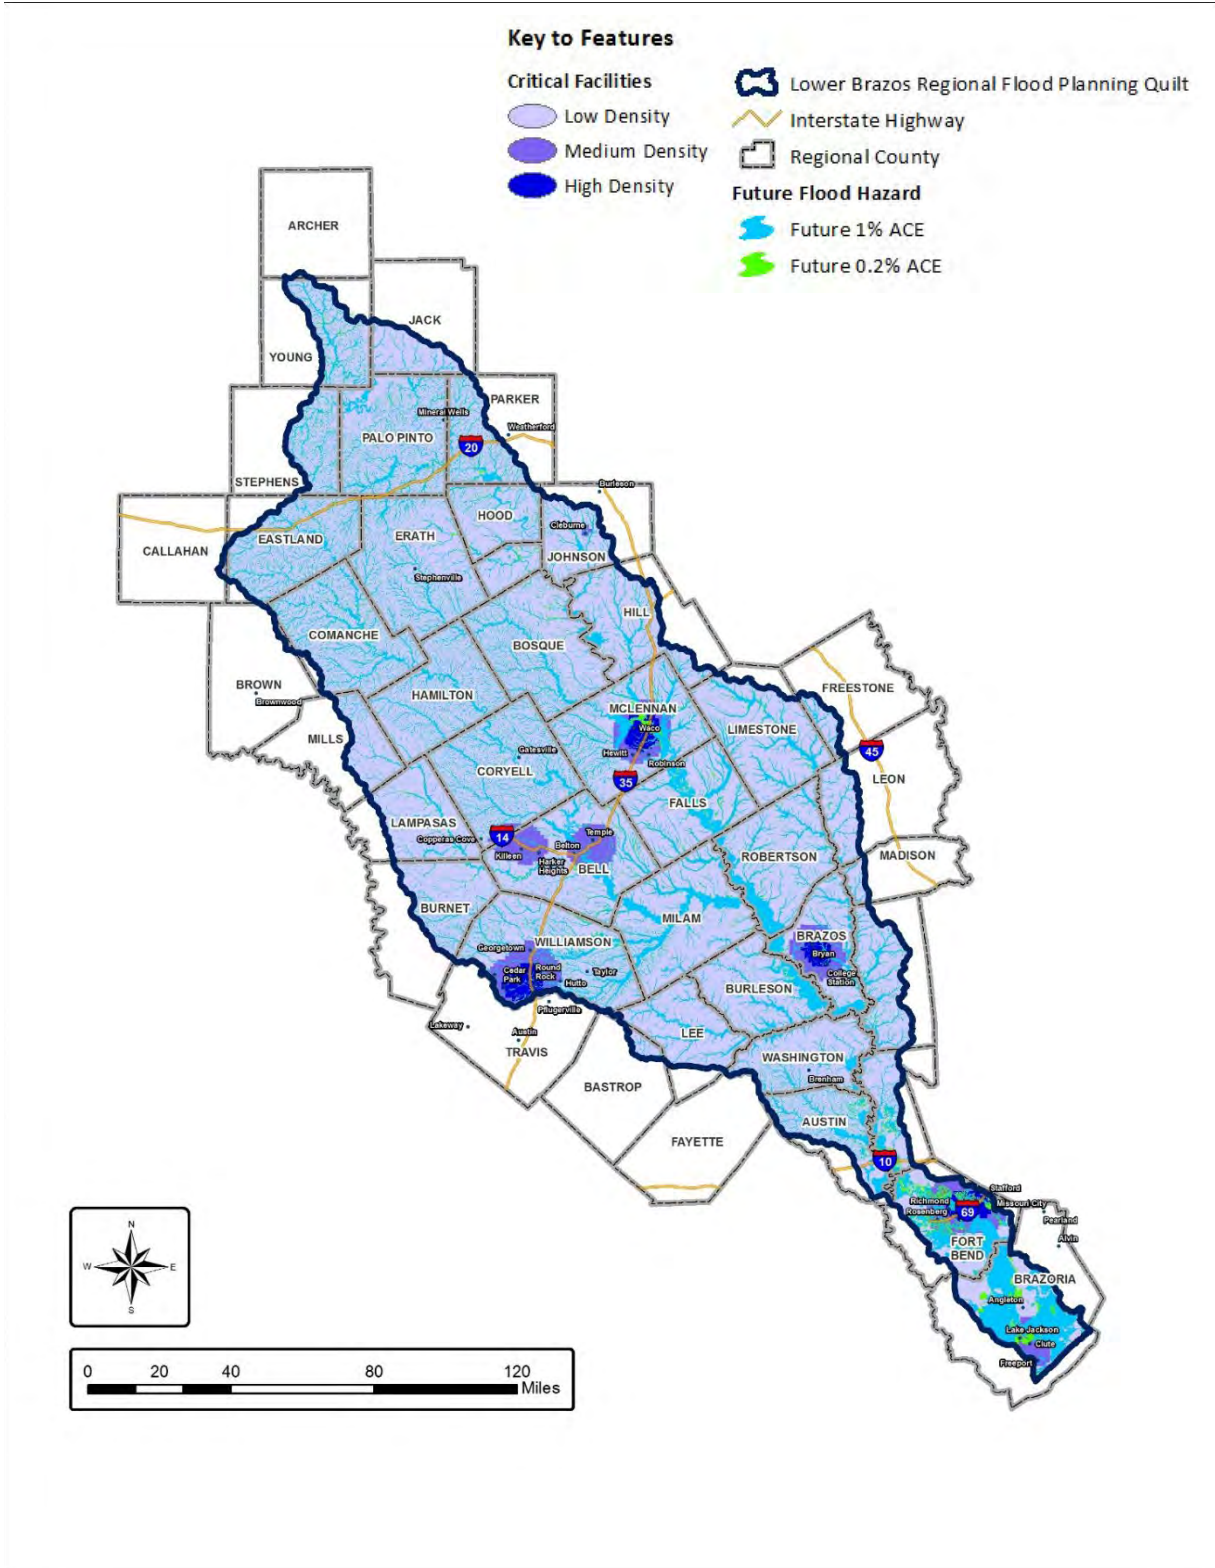 Key to Features
Critical Facilities
Low Density
Medium Density
High Density
Lower Brazos Regional Flood Planning Quilt
Interstate Highway
Regional County
Future Flood Hazard
Future 1% ACE
Future 0.2% ACE
ARCHER
JACK
YOUNG
PARKER
Mineral Wells
Weatherford
PALO PINTO
20
STEPHENS
Burleson
HOOD
Cleburne
ERATH
EASTLAND
CALLAHAN
JOHNSON
Stephenville
HILL
COMANCHE
BOSQUE
BROWN
Brownwood
HAMILTON
FREESTONE
MCLENNAN
Waco
LIMESTONE
MILLS
Gatesville
Hewitt
Robinson
45
CORYELL
35
LEON
FALLS
LAMPASAS
14
Copperas Cove
Temple
Belton
Killeen
Harker
Heights
BELL
ROBERTSON
MADISON
BURNET
MILAM
BRAZOS
Georgetown
WILLIAMSON
Bryan
Cedar
Park
Round
Rock
Taylor
Hutto
College
Station
BURLESON
Pflugerville
Lakeway
Austin
LEE
TRAVIS
WASHINGTON
Brenham
BASTROP
AUSTIN
FAYETTE
10
Stafford
Richmond
Missouri City
Rosenberg
69
Pearland
Alvin
FORT
BEND
BRAZORIA
Angleton
Lake Jackson
Clute
Freeport
N
W
E
S
0
20
40
80
120
Miles